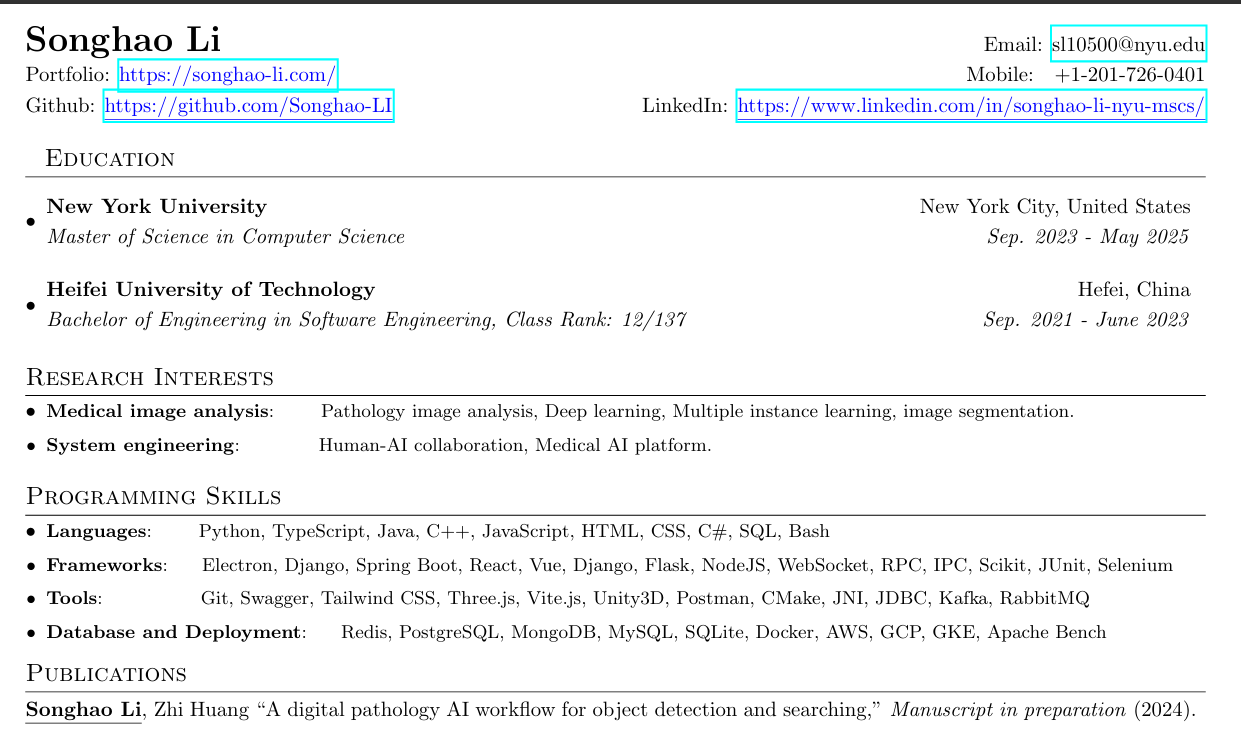 Songhao Li
Email: sl10500@nyu.edu
Portfolio: https://songhao-li.com/
Mobile: +1-201-726-0401
Github: https://github.com/Songhao-LI
LinkedIn: https://www.linkedin.com/in/songhao-li-nyu-mscs/
Education
• New York University
New York City, United States
Master of Science in Computer Science
Sep. 2023 - May 2025
• Heifei University of Technology
Hefei, China
Bachelor of Engineering in Software Engineering, Class Rank: 12/137
Sep. 2021 - June 2023
Research Interests
• Medical image analysis: Pathology image analysis, Deep learning, Multiple instance learning, image segmentation.
• System engineering: Human-AI collaboration, Medical AI platform.
Programming Skills
• Languages: Python, TypeScript, Java, C++, JavaScript, HTML, CSS, C#, SQL, Bash
• Frameworks: Electron, Django, Spring Boot, React, Vue, Django, Flask, NodeJS, WebSocket, RPC, IPC, Scikit, JUnit, Selenium
• Tools: Git, Swagger, Tailwind CSS, Three.js, Vite.js, Unity3D, Postman, CMake, JNI, JDBC, Kafka, RabbitMQ
• Database and Deployment: Redis, PostgreSQL, MongoDB, MySQL, SQLite, Docker, AWS, GCP, GKE, Apache Bench
Publications
Songhao Li, Zhi Huang “A digital pathology AI workflow for object detection and searching,” Manuscript in preparation (2024).